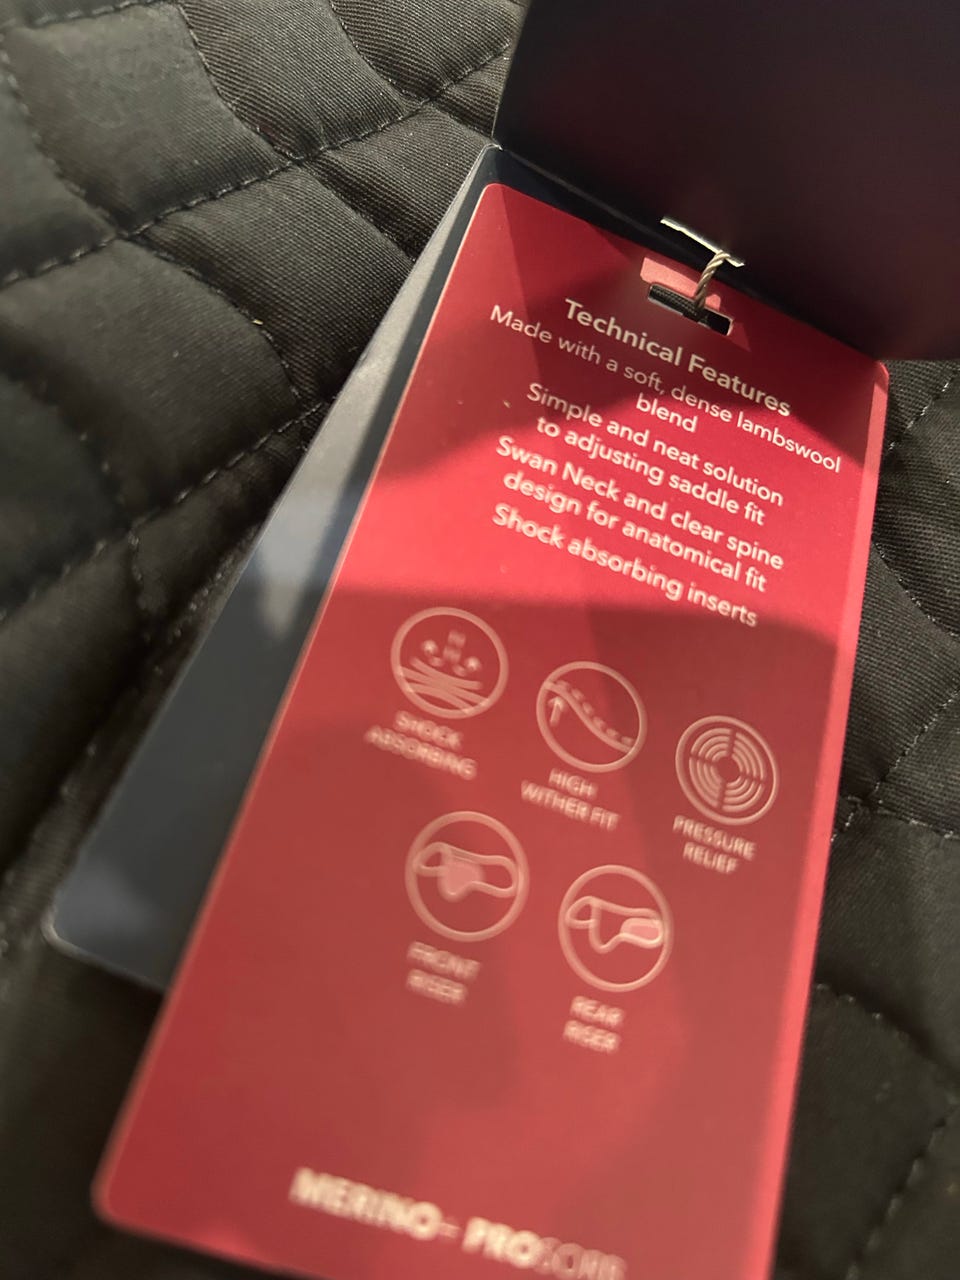 Technical Features
Made with a soft, dense lambswool
blend
Simple and neat solution
to adjusting saddle fit
Swan Neck and clear spine
design for anatomical fit
Shock absorbing inserts
SHOCK
ABSORBING
HIGH
WITHER FIT
PRESSURE
RELIEF
FRONT
RISER
REAR
RISER
MERINO+ PROSORB